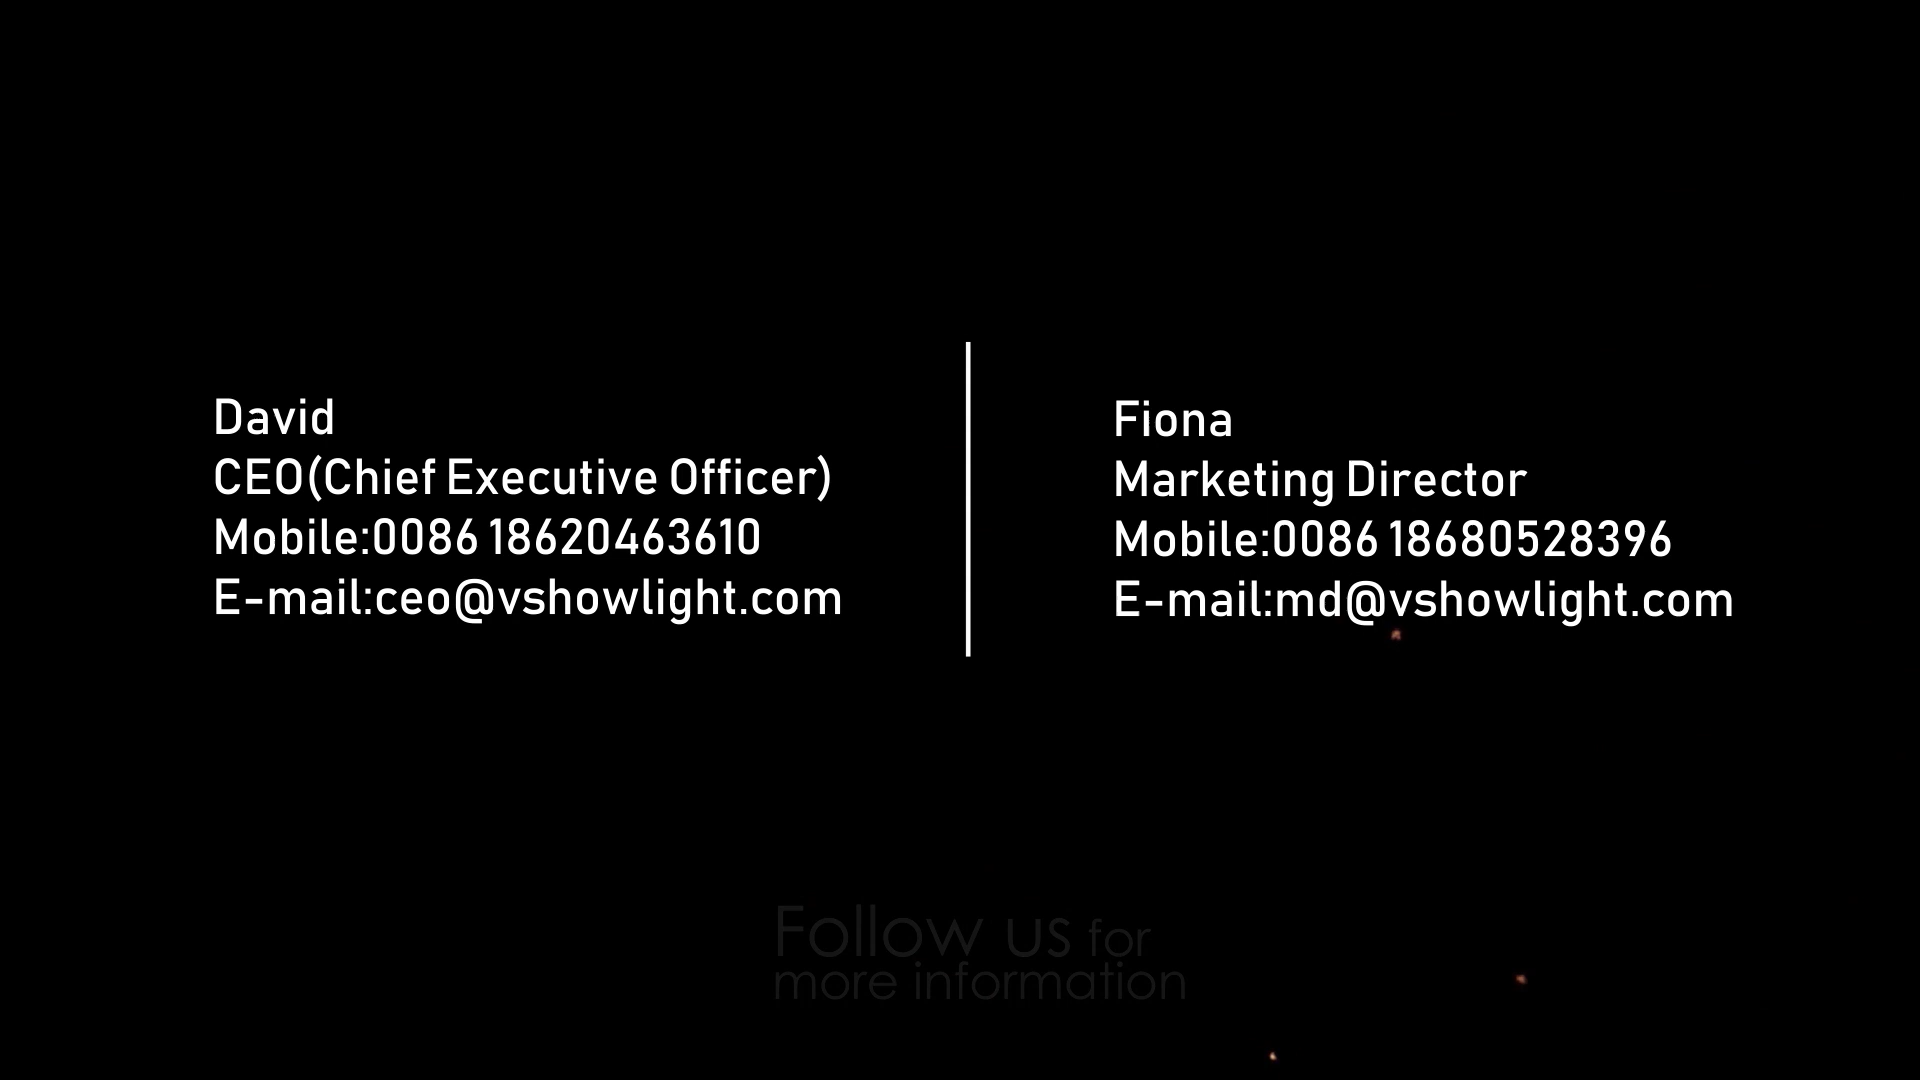 David
CEO(Chief Executive Officer)
Mobile:0086 18620463610
E-mail:ceo@vshowlight.com
Fiona
Marketing Director
Mobile:0086 18680528396
E-mail:md@vshowlight.com
Follow us for
more information